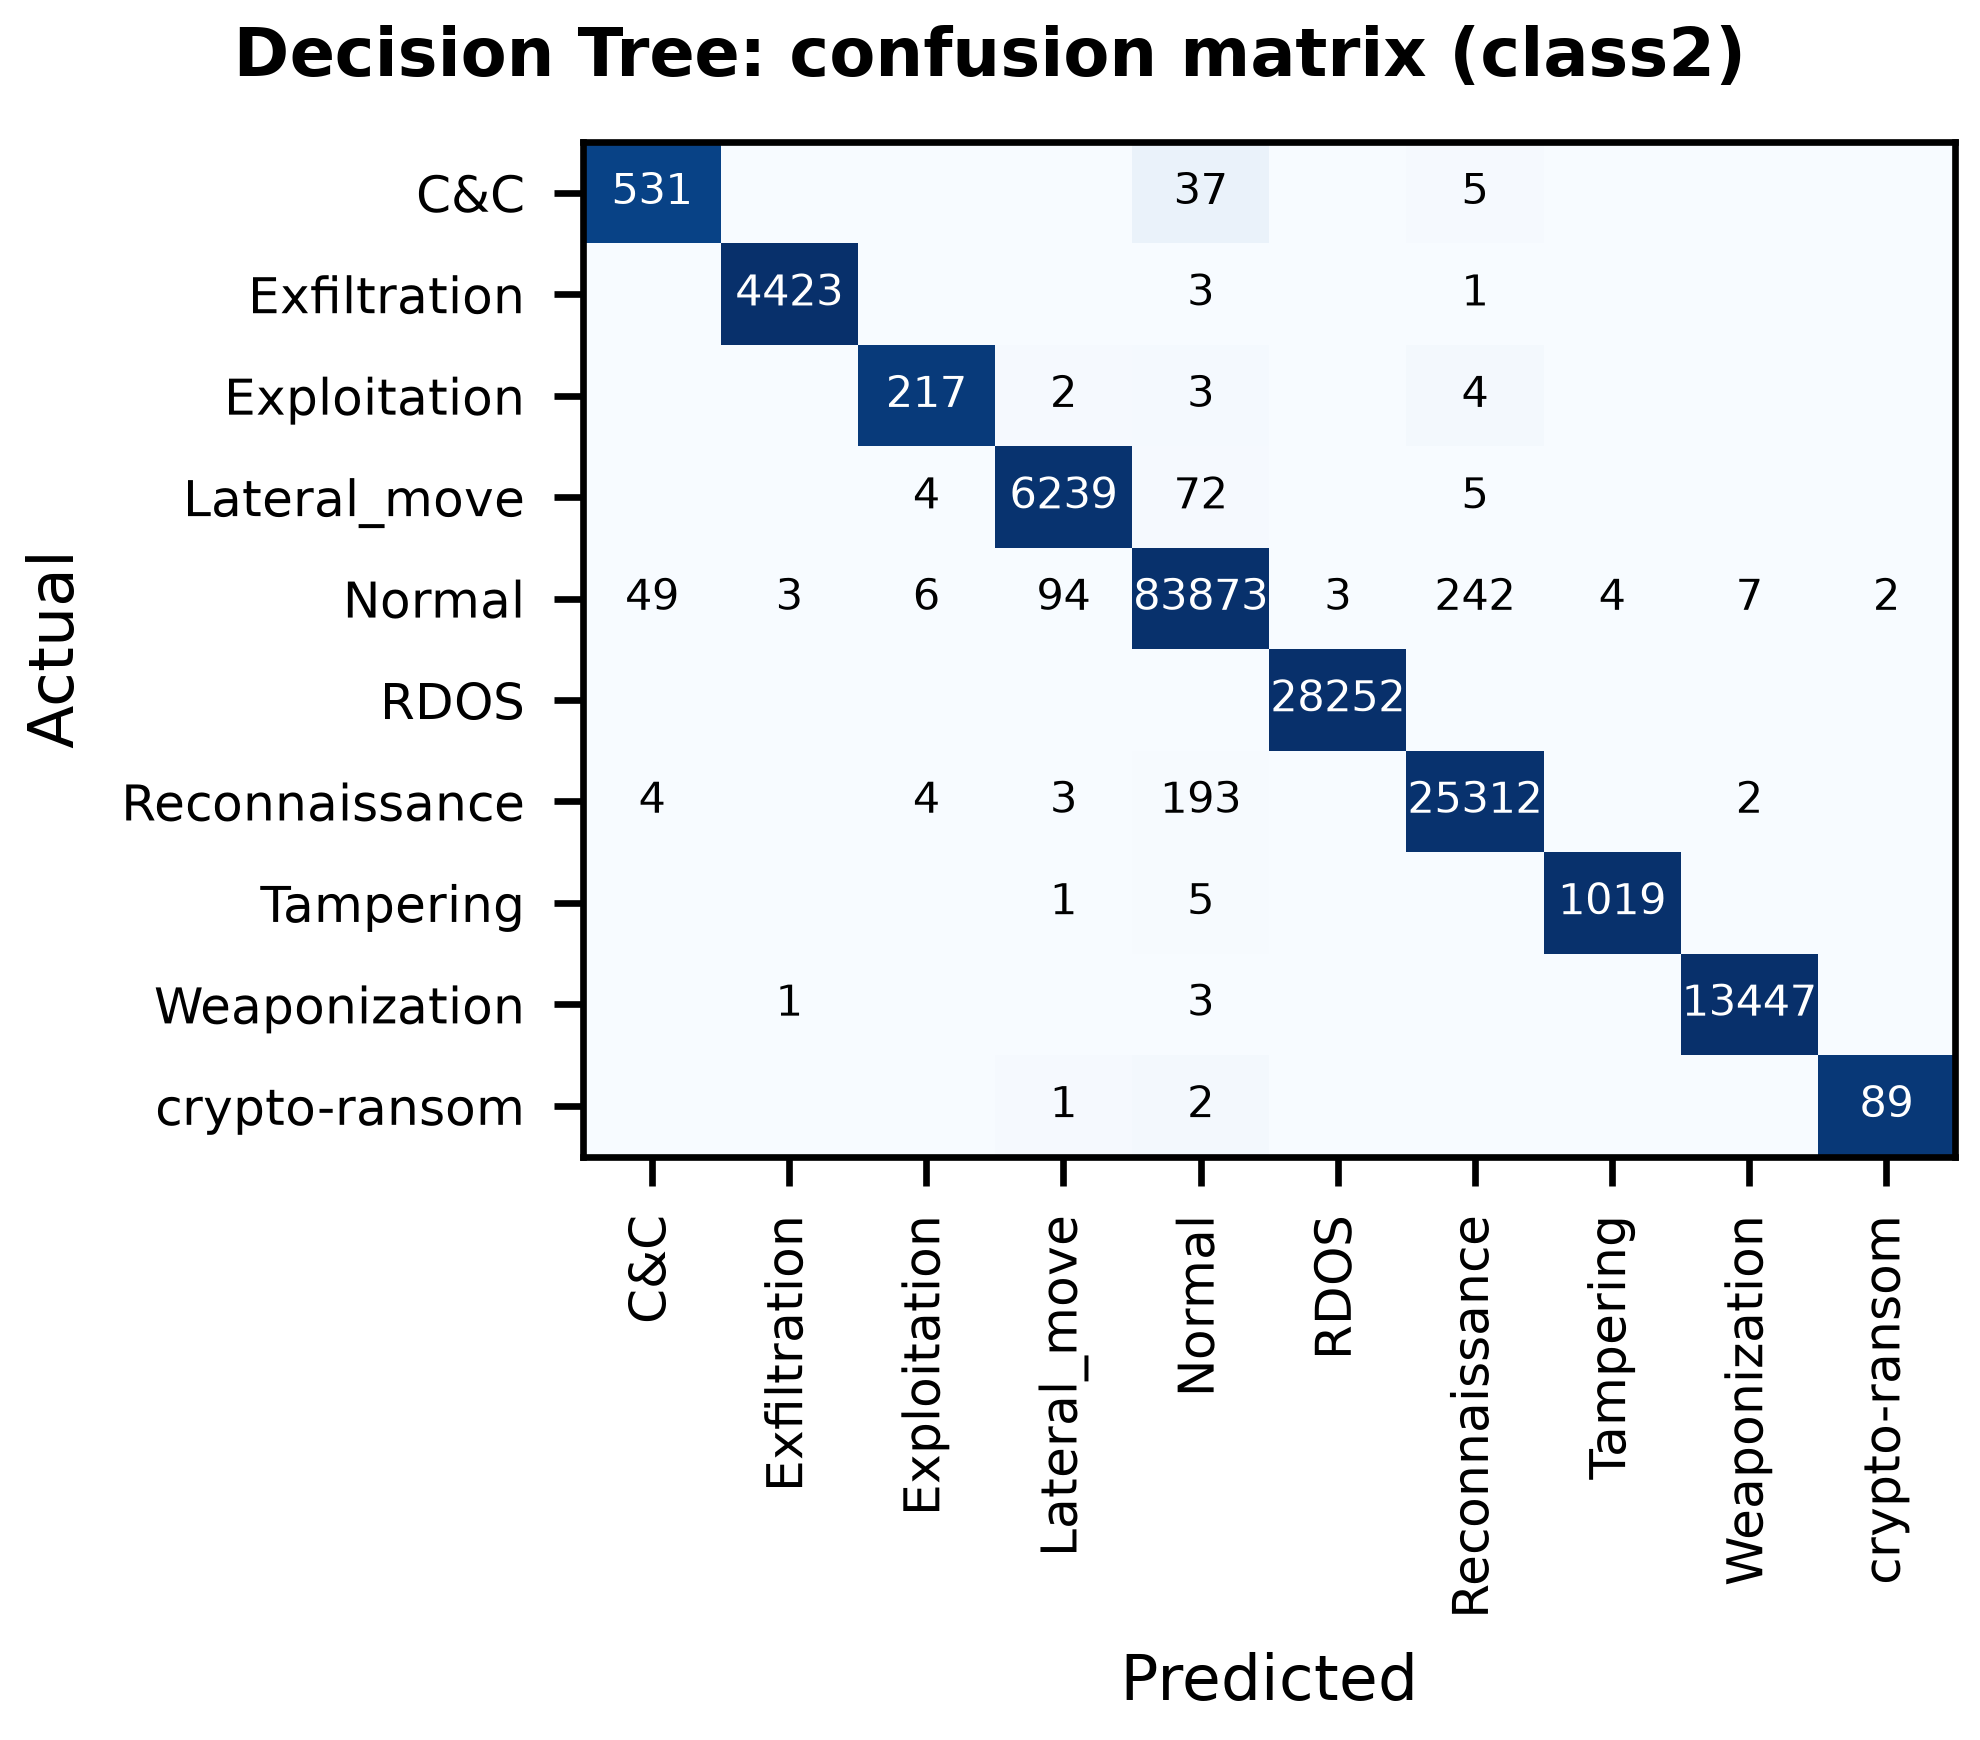 Decision Tree: confusion matrix (class2)
Actual
C&C 531 37 5
Exfiltration 4423 3 1
Exploitation 217 2 3 4
Lateral_move 4 6239 72 5
Normal 49 3 6 94 83873 3 242 4 7 2
RDOS 28252
Reconnaissance 4 4 3 193 25312 2
Tampering 1 5 1019
Weaponization 1 3 13447
crypto-ransom 1 2 89
C&C Exfiltration Exploitation Lateral_move Normal RDOS Reconnaissance Tampering Weaponization crypto-ransom
Predicted